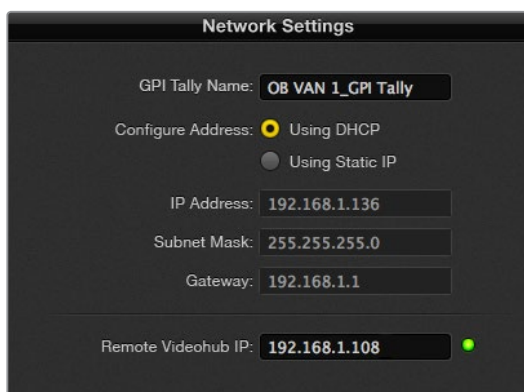 Network Settings
GPI Tally Name: OB VAN 1_GPI Tally
Configure Address: Using DHCP
Using Static IP
IP Address: 192.168.1.136
Subnet Mask: 255.255.255.0
Gateway: 192.168.1.1
Remote Videohub IP: 192.168.1.108